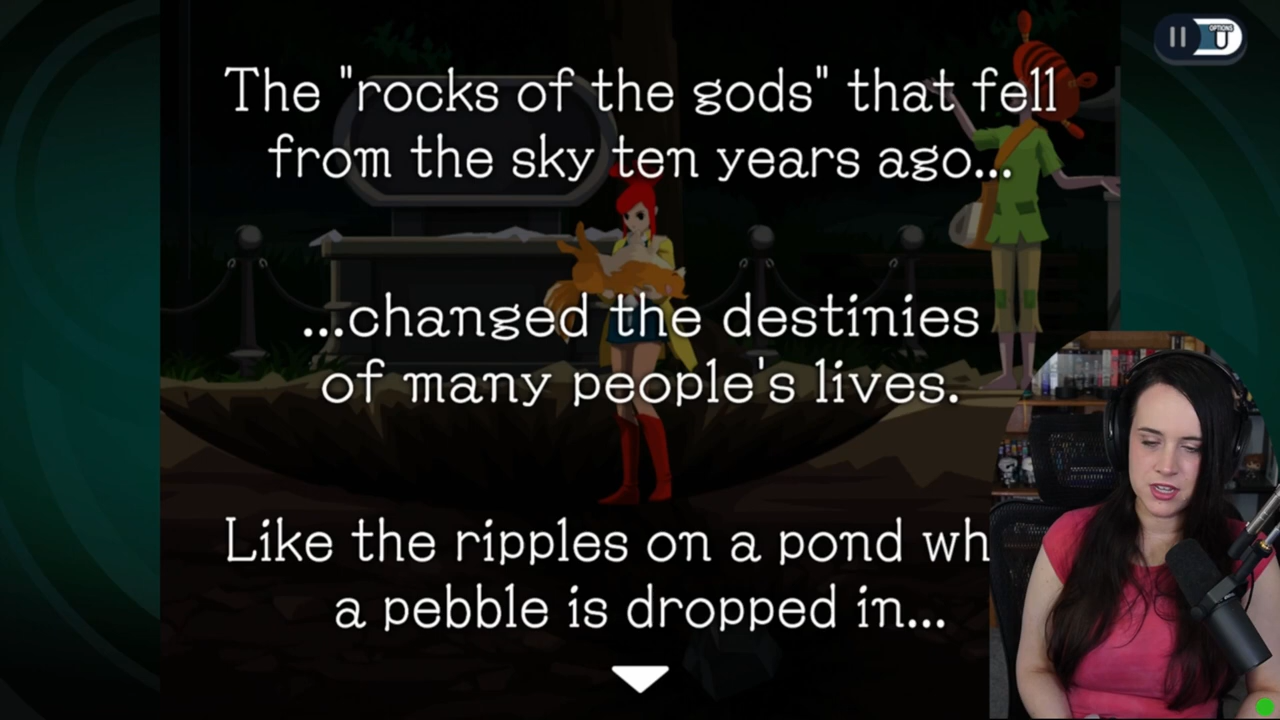 OPTIONS
The "rocks of the gods" that fell
from the sky ten years ago...
...changed the destinies
of many people's lives.
Like the ripples on a pond wh
a pebble is dropped in...